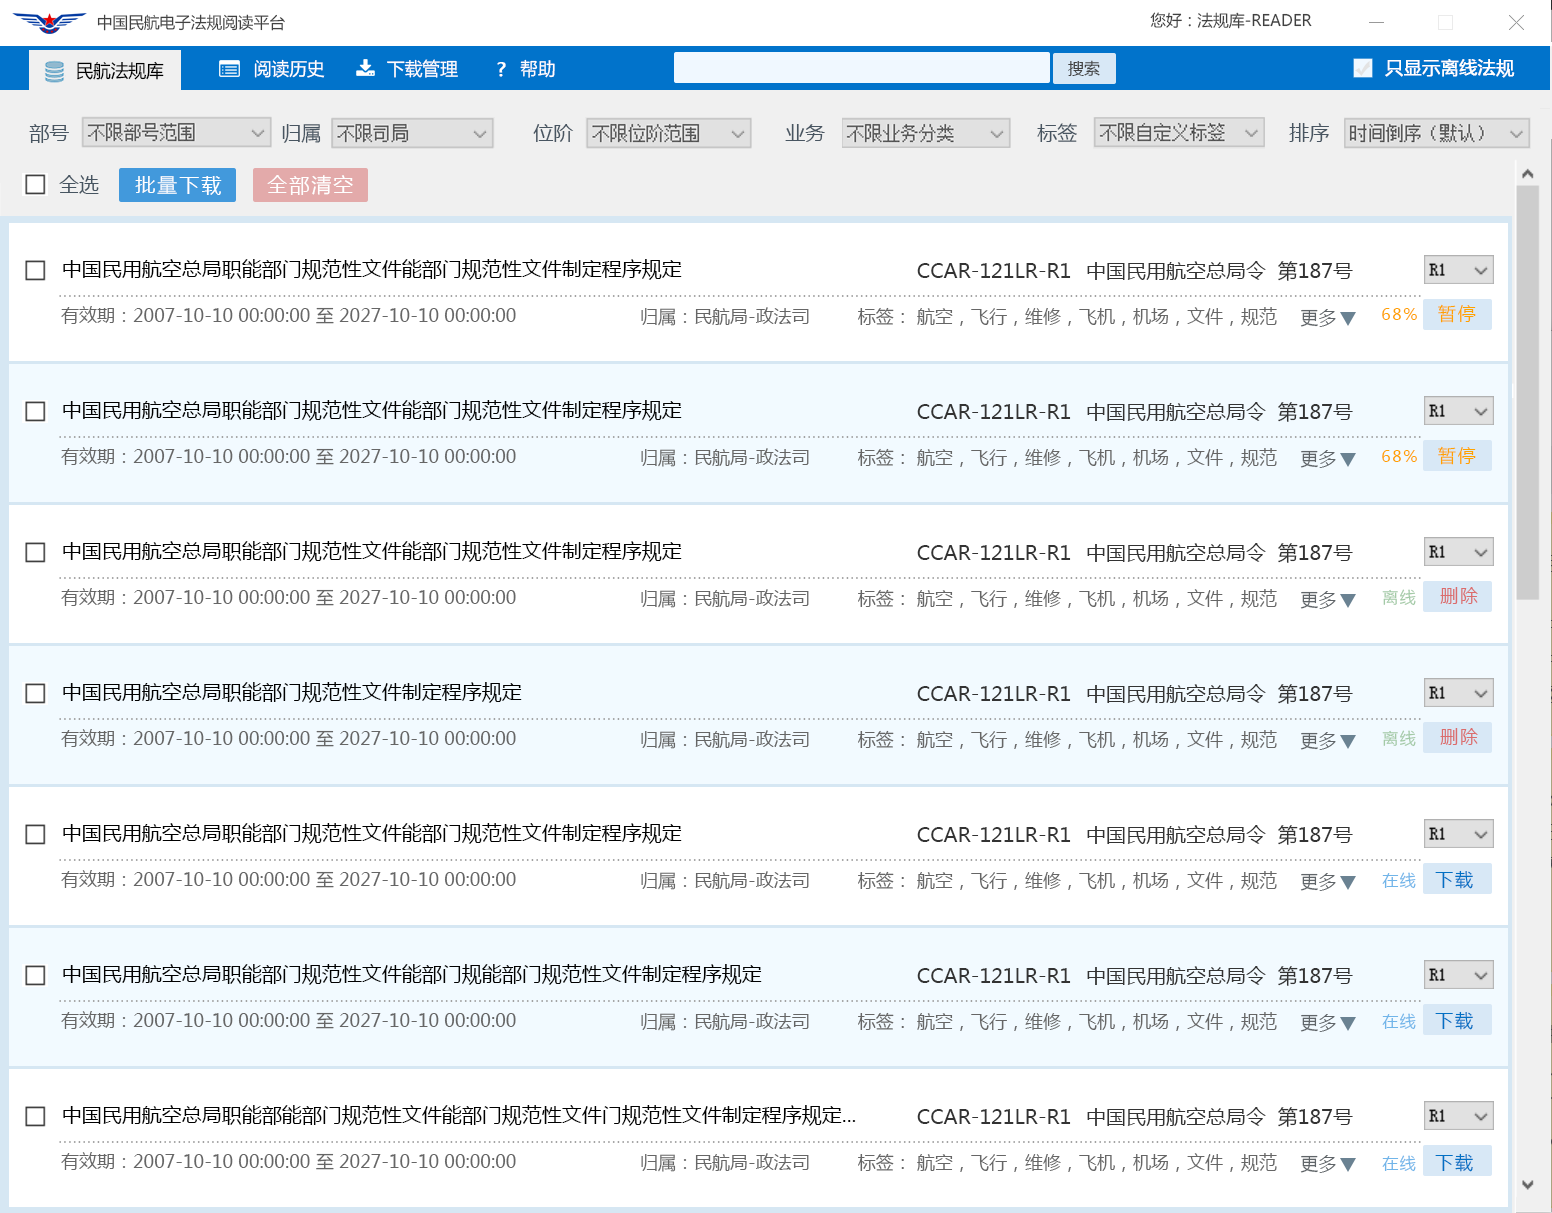 中国民航电子法规阅读平台 您好：法规库-READER
民航法规库 阅读历史 下载管理 ? 帮助 搜索 只显示离线法规
部号 不限部号范围 归属 不限司局 位阶 不限位阶范围 业务 不限业务分类 标签 不限自定义标签 排序 时间倒序（默认）
全选 批量下载 全部清空
中国民用航空总局职能部门规范性文件能部门规范性文件制定程序规定 CCAR-121LR-R1 中国民用航空总局令 第187号 R1
有效期：2007-10-10 00:00:00 至 2027-10-10 00:00:00 归属：民航局-政法司 标签： 航空，飞行，维修，飞机，机场，文件，规范 更多▼ 68% 暂停
中国民用航空总局职能部门规范性文件能部门规范性文件制定程序规定 CCAR-121LR-R1 中国民用航空总局令 第187号 R1
有效期：2007-10-10 00:00:00 至 2027-10-10 00:00:00 归属：民航局-政法司 标签： 航空，飞行，维修，飞机，机场，文件，规范 更多▼ 68% 暂停
中国民用航空总局职能部门规范性文件能部门规范性文件制定程序规定 CCAR-121LR-R1 中国民用航空总局令 第187号 R1
有效期：2007-10-10 00:00:00 至 2027-10-10 00:00:00 归属：民航局-政法司 标签： 航空，飞行，维修，飞机，机场，文件，规范 更多▼ 离线 删除
中国民用航空总局职能部门规范性文件制定程序规定 CCAR-121LR-R1 中国民用航空总局令 第187号 R1
有效期：2007-10-10 00:00:00 至 2027-10-10 00:00:00 归属：民航局-政法司 标签： 航空，飞行，维修，飞机，机场，文件，规范 更多▼ 离线 删除
中国民用航空总局职能部门规范性文件能部门规范性文件制定程序规定 CCAR-121LR-R1 中国民用航空总局令 第187号 R1
有效期：2007-10-10 00:00:00 至 2027-10-10 00:00:00 归属：民航局-政法司 标签： 航空，飞行，维修，飞机，机场，文件，规范 更多▼ 在线 下载
中国民用航空总局职能部门规范性文件能部门规能部门规范性文件制定程序规定 CCAR-121LR-R1 中国民用航空总局令 第187号 R1
有效期：2007-10-10 00:00:00 至 2027-10-10 00:00:00 归属：民航局-政法司 标签： 航空，飞行，维修，飞机，机场，文件，规范 更多▼ 在线 下载
中国民用航空总局职能部能部门规范性文件能部门规范性文件门规范性文件制定程序规定... CCAR-121LR-R1 中国民用航空总局令 第187号 R1
有效期：2007-10-10 00:00:00 至 2027-10-10 00:00:00 归属：民航局-政法司 标签： 航空，飞行，维修，飞机，机场，文件，规范 更多▼ 在线 下载